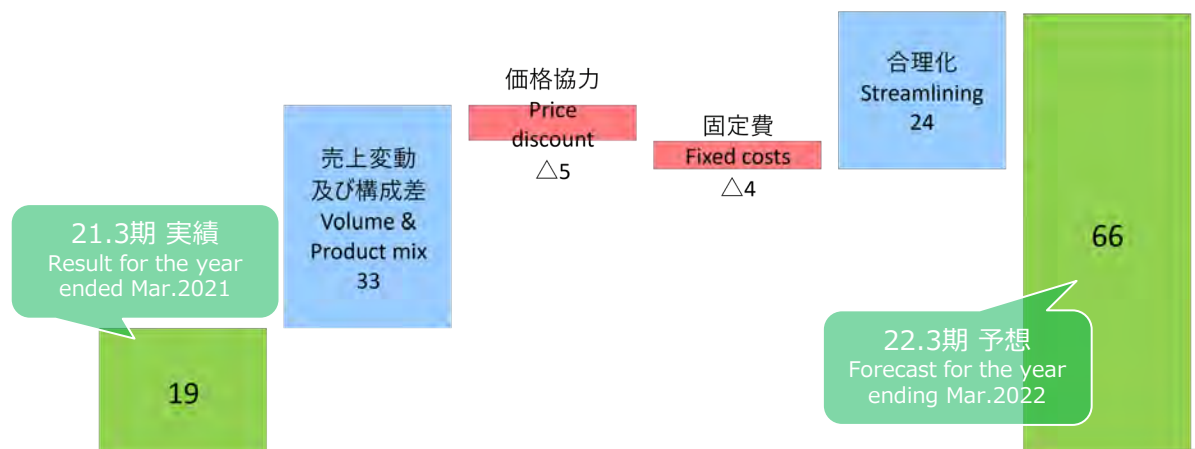 21.3期 実績
Result for the year
ended Mar.2021
19
売上変動
及び構成差
Volume &
Product mix
33
価格協力
Price
discount
△5
固定費
Fixed costs
△4
合理化
Streamlining
24
66
22.3期 予想
Forecast for the year
ending Mar.2022